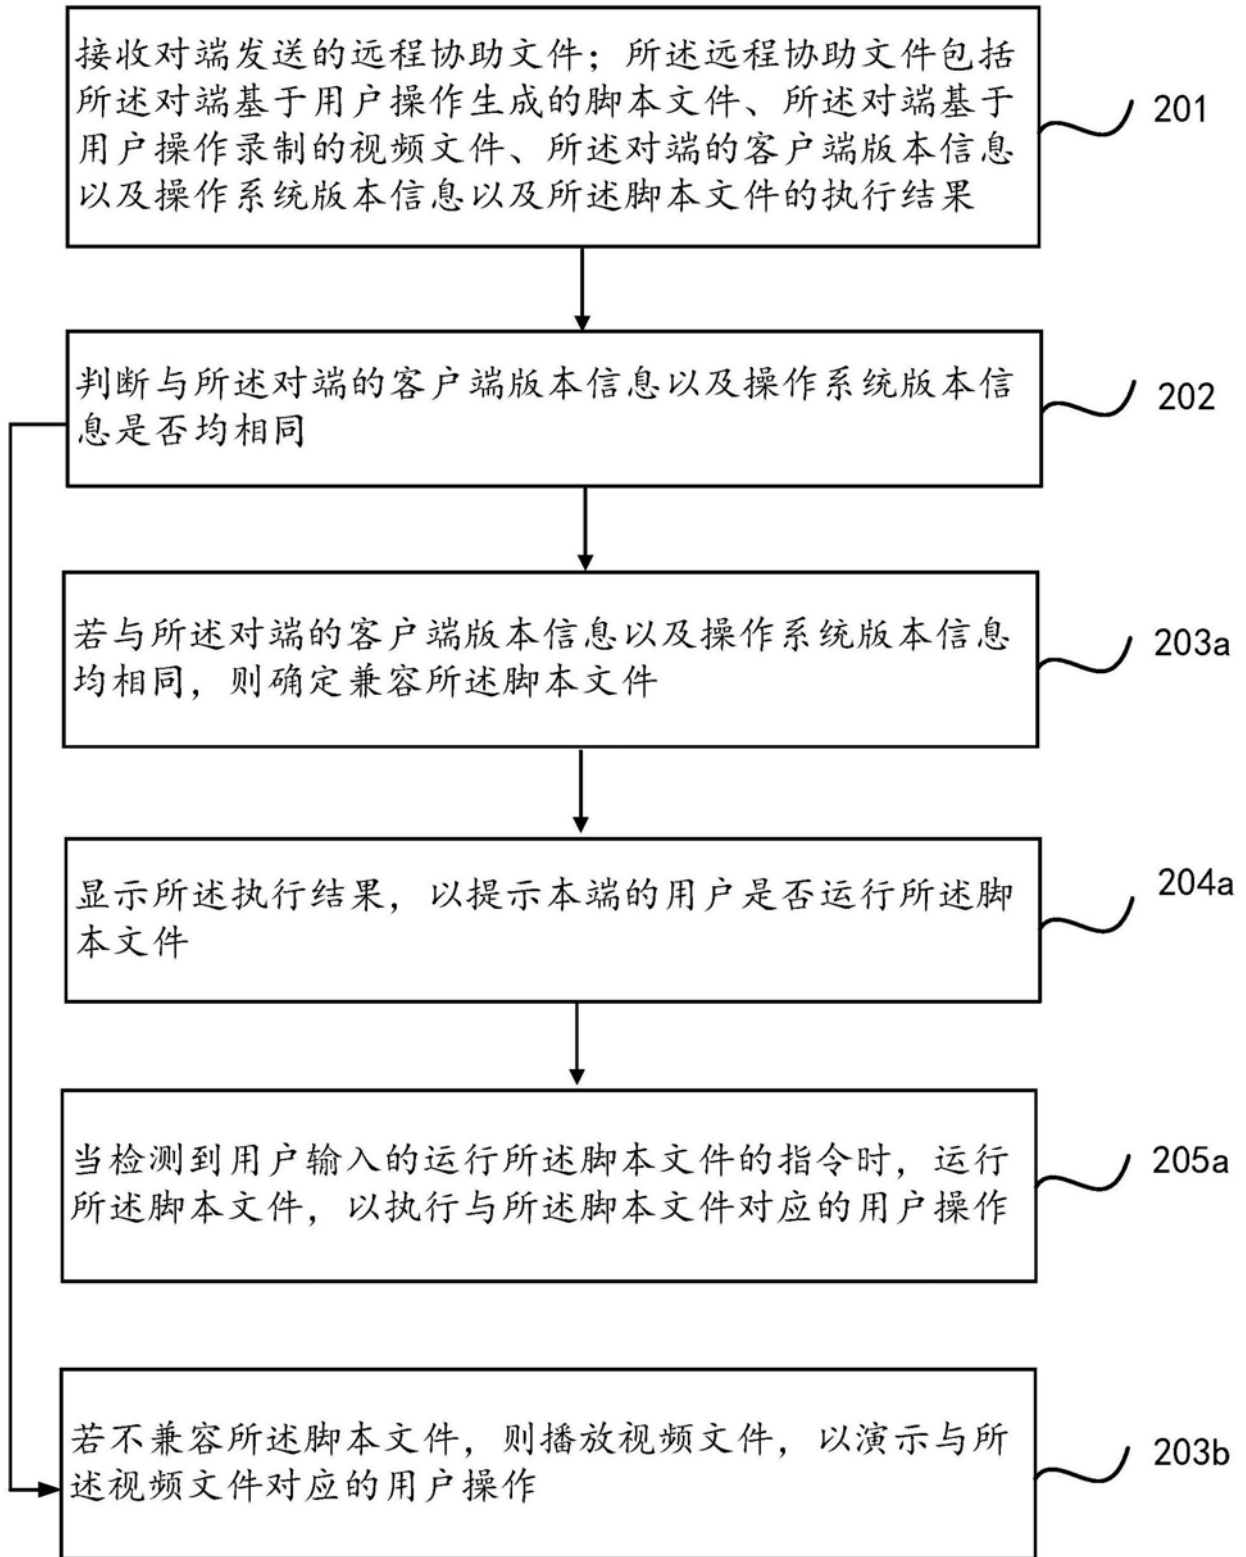 接收对端发送的远程协助文件；所述远程协助文件包括
所述对端基于用户操作生成的脚本文件、所述对端基于
用户操作录制的视频文件、所述对端的客户端版本信息
以及操作系统版本信息以及所述脚本文件的执行结果
201
判断与所述对端的客户端版本信息以及操作系统版本信
息是否均相同
202
若与所述对端的客户端版本信息以及操作系统版本信息
均相同，则确定兼容所述脚本文件
203a
显示所述执行结果，以提示本端的用户是否运行所述脚
本文件
204a
当检测到用户输入的运行所述脚本文件的指令时，运行
所述脚本文件，以执行与所述脚本文件对应的用户操作
205a
若不兼容所述脚本文件，则播放视频文件，以演示与所
述视频文件对应的用户操作
203b